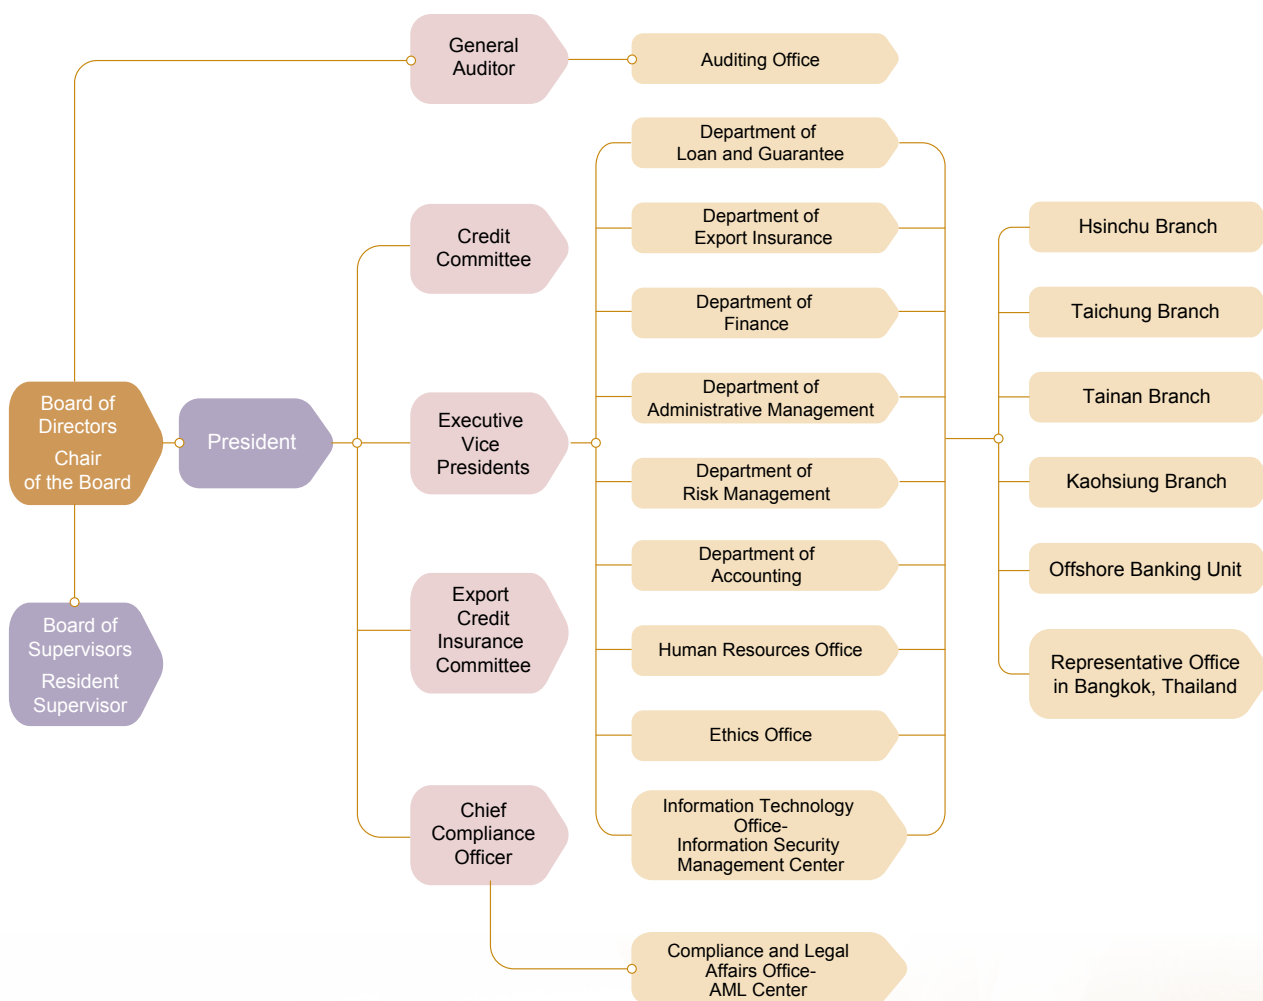 General
Auditor
Auditing Office
Board of
Directors
Chair
of the Board
Board of
Supervisors
Resident
Supervisor
President
Credit
Committee
Executive
Vice
Presidents
Export
Credit
Insurance
Committee
Chief
Compliance
Officer
Department of
Loan and Guarantee
Department of
Export Insurance
Department of
Finance
Department of
Administrative Management
Department of
Risk Management
Department of
Accounting
Human Resources Office
Ethics Office
Information Technology
Office-
Information Security
Management Center
Compliance and Legal
Affairs Office-
AML Center
Hsinchu Branch
Taichung Branch
Tainan Branch
Kaohsiung Branch
Offshore Banking Unit
Representative Office
in Bangkok, Thailand